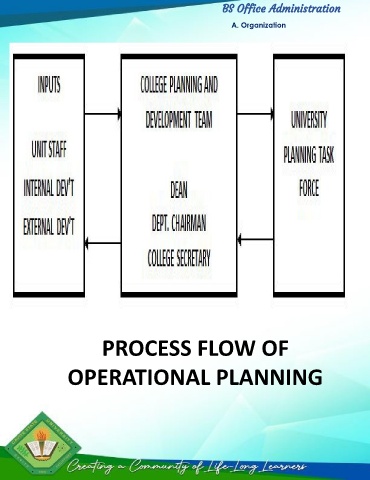 BS Office Administration
A. Organization
INPUTS
UNIT STAFF
INTERNAL DEV'T
EXTERNAL DEV'T
COLLEGE PLANNING AND
DEVELOPMENT TEAM
DEAN
DEPT. CHAIRMAN
COLLEGE SECRETARY
UNIVERSITY
PLANNING TASK
FORCE
PROCESS FLOW OF
OPERATIONAL PLANNING
Creating a Community of Life-Long Learners